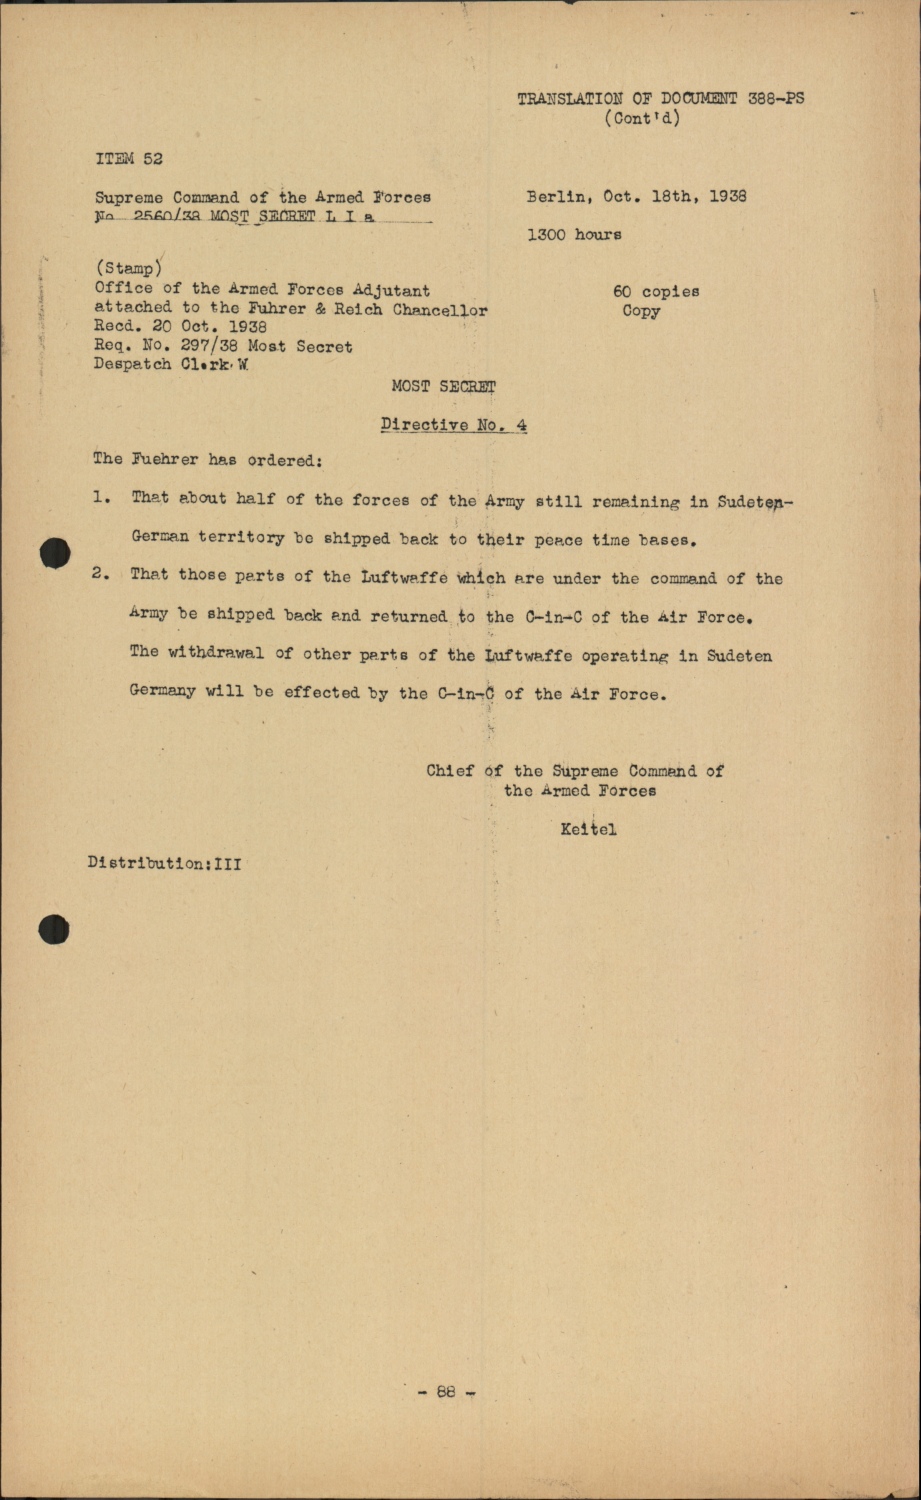 TRANSLATION OF DOCUMENT 388-PS
(Cont'd)
ITEM 52
Supreme Command of the Armed Forces
No 2560/38 MOST SECRET L I a
Berlin, Oct. 18th, 1938
1300 hours
(Stamp)
Office of the Armed Forces Adjutant
attached to the Fuhrer & Reich Chancellor
Recd. 20 Oct. 1938
Req. No. 297/38 Most Secret
Despatch Clerk W
60 copies
Copy
MOST SECRET
Directive No. 4
The Fuehrer has ordered:
1. That about half of the forces of the Army still remaining in Sudeten-
German territory be shipped back to their peace time bases.
2. That those parts of the Luftwaffe which are under the command of the
Army be shipped back and returned to the C-in-C of the Air Force.
The withdrawal of other parts of the Luftwaffe operating in Sudeten
Germany will be effected by the C-in-C of the Air Force.
Chief of the Supreme Command of
the Armed Forces
Keitel
Distribution:III
- 88 -